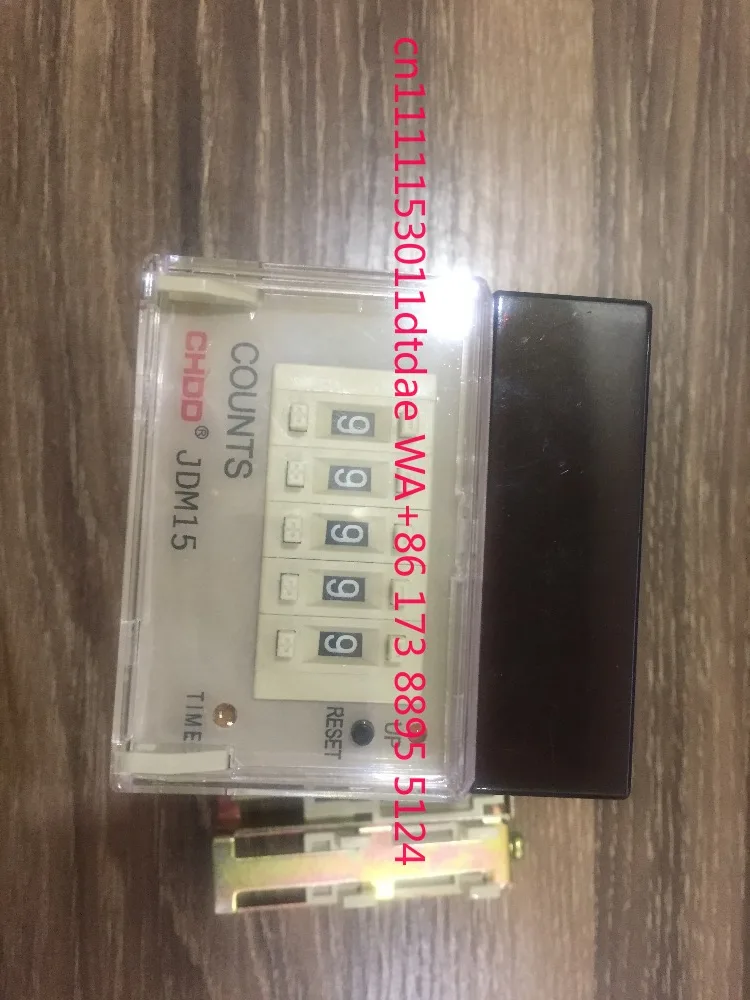 cn1111153011dtdae WA+86 173 8895 5124
COUNTS
CHDD® JDM15
9
9
9
9
9
UP
RESET
TIME